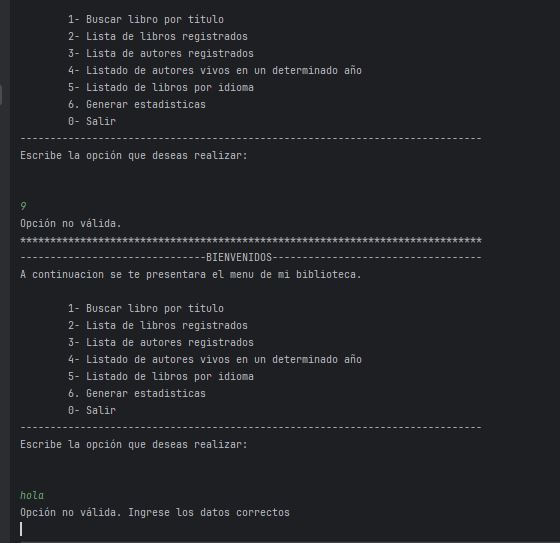 1- Buscar libro por titulo
2- Lista de libros registrados
3- Lista de autores registrados
4- Listado de autores vivos en un determinado año
5- Listado de libros por idioma
6. Generar estadisticas
0- Salir
-----------------------------------------------------------------------------
Escribe la opción que deseas realizar:
9
Opción no válida.
*****************************************************************************
-------------------------------BIENVENIDOS-----------------------------------
A continuacion se te presentara el menu de mi biblioteca.
1- Buscar libro por titulo
2- Lista de libros registrados
3- Lista de autores registrados
4- Listado de autores vivos en un determinado año
5- Listado de libros por idioma
6. Generar estadisticas
0- Salir
-----------------------------------------------------------------------------
Escribe la opción que deseas realizar:
hola
Opción no válida. Ingrese los datos correctos